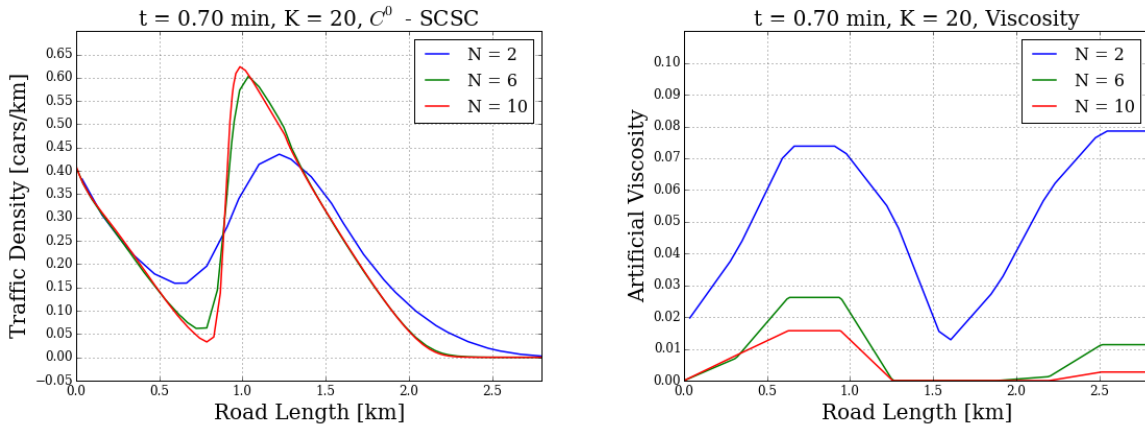 t = 0.70 min, K = 20, C⁰ - SCSC
Traffic Density [cars/km]
0.65
0.60
0.55
0.50
0.45
0.40
0.35
0.30
0.25
0.20
0.15
0.10
0.05
0.00
−0.05
N = 2
N = 6
N = 10
0.0 0.5 1.0 1.5 2.0 2.5
Road Length [km]
t = 0.70 min, K = 20, Viscosity
Artificial Viscosity
0.10
0.09
0.08
0.07
0.06
0.05
0.04
0.03
0.02
0.01
0.00
N = 2
N = 6
N = 10
0.0 0.5 1.0 1.5 2.0 2.5
Road Length [km]